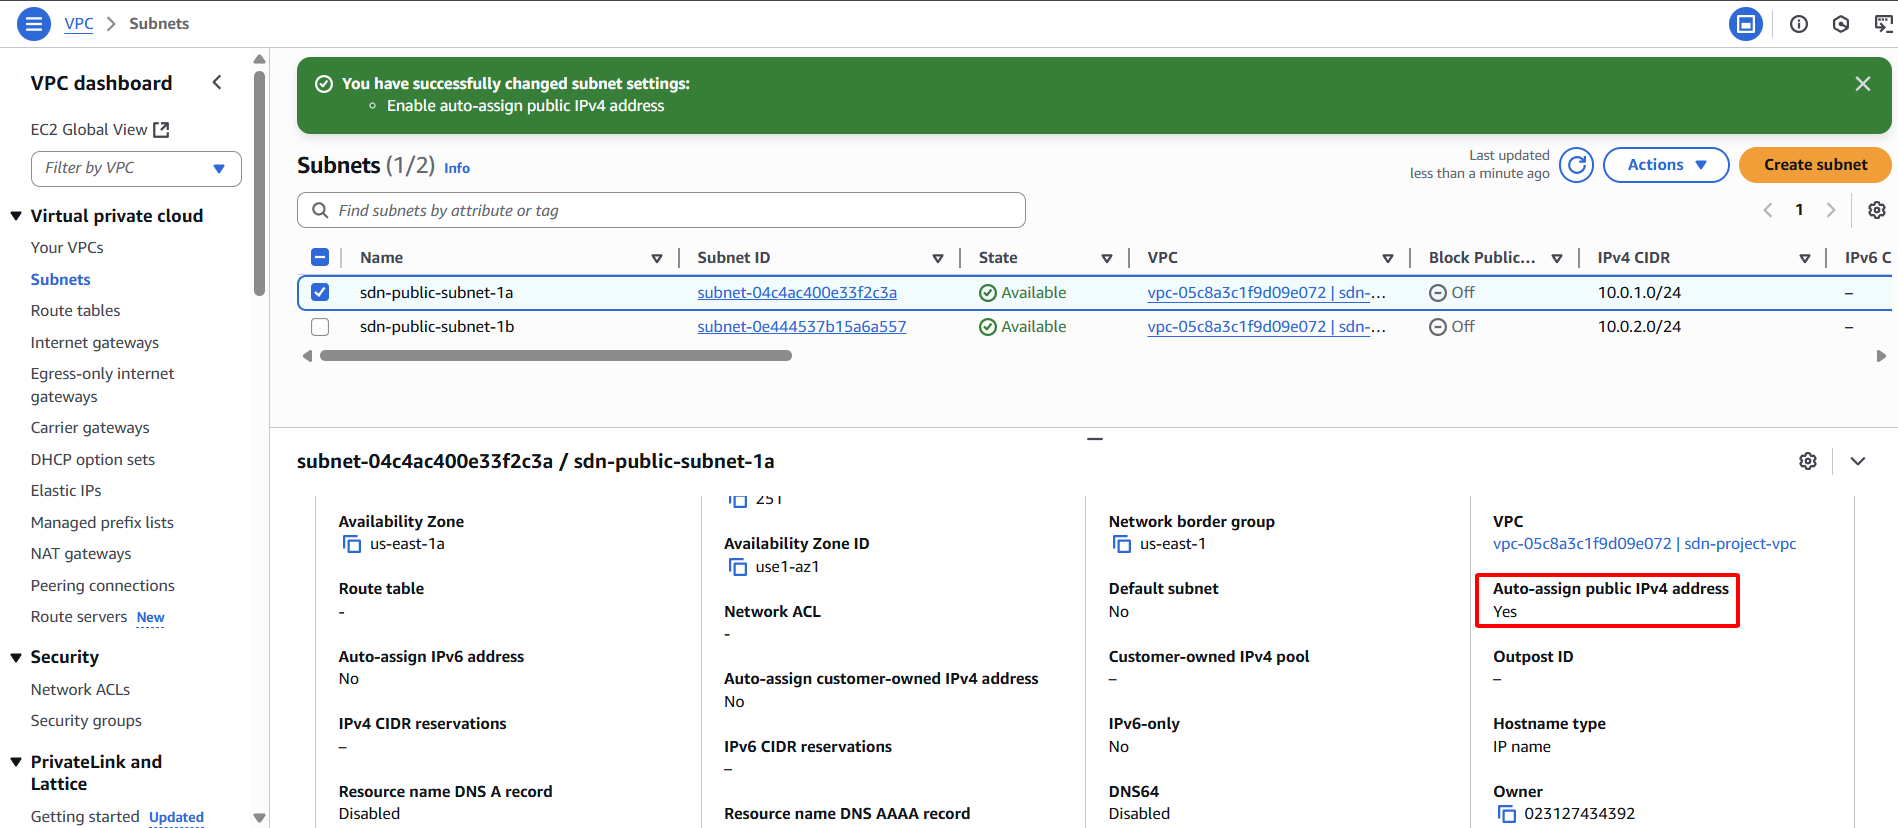 VPC > Subnets
VPC dashboard
EC2 Global View
Filter by VPC
Virtual private cloud
Your VPCs
Subnets
Route tables
Internet gateways
Egress-only internet
gateways
Carrier gateways
DHCP option sets
Elastic IPs
Managed prefix lists
NAT gateways
Peering connections
Route servers New
Security
Network ACLs
Security groups
PrivateLink and
Lattice
Getting started Updated
You have successfully changed subnet settings:
Enable auto-assign public IPv4 address
Subnets (1/2) Info
Last updated
less than a minute ago
Actions
Create subnet
Find subnets by attribute or tag
1
Name Subnet ID State VPC Block Public... IPv4 CIDR IPv6 C
sdn-public-subnet-1a subnet-04c4ac400e33f2c3a Available vpc-05c8a3c1f9d09e072 | sdn-... Off 10.0.1.0/24 –
sdn-public-subnet-1b subnet-0e444537b15a6a557 Available vpc-05c8a3c1f9d09e072 | sdn-... Off 10.0.2.0/24 –
subnet-04c4ac400e33f2c3a / sdn-public-subnet-1a
Availability Zone
us-east-1a
Route table
-
Auto-assign IPv6 address
No
IPv4 CIDR reservations
–
Resource name DNS A record
Disabled
251
Availability Zone ID
use1-az1
Network ACL
-
Auto-assign customer-owned IPv4 address
No
IPv6 CIDR reservations
–
Resource name DNS AAAA record
Network border group
us-east-1
Default subnet
No
Customer-owned IPv4 pool
–
IPv6-only
No
DNS64
Disabled
VPC
vpc-05c8a3c1f9d09e072 | sdn-project-vpc
Auto-assign public IPv4 address
Yes
Outpost ID
–
Hostname type
IP name
Owner
023127434392